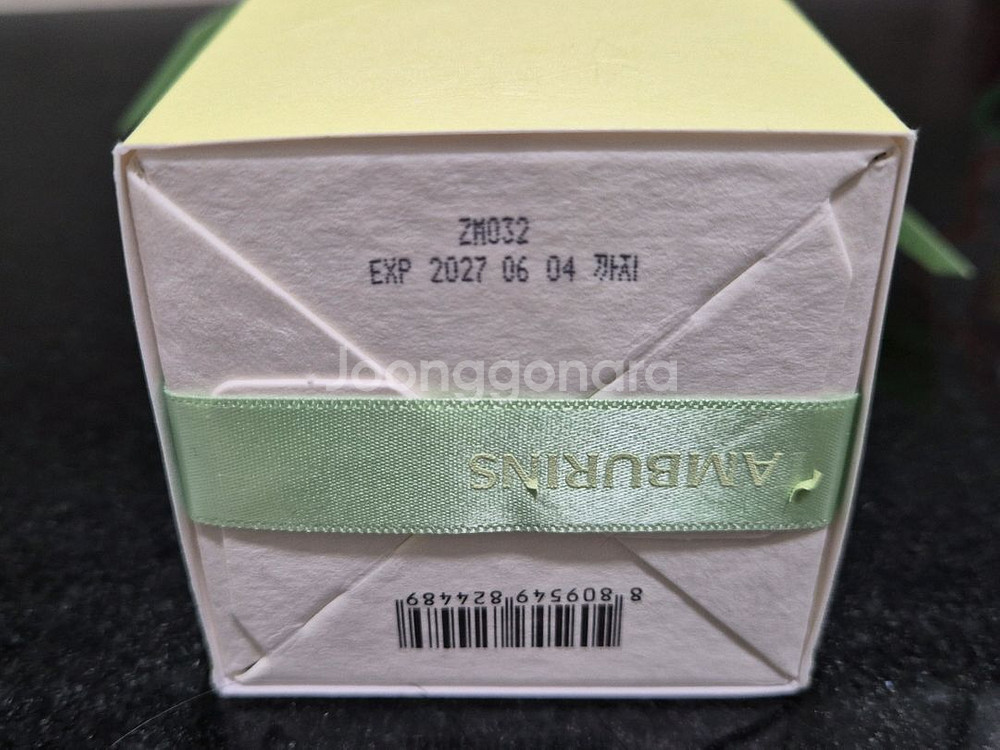 ZM032
EXP 2027 06 04 까지
Joonggonara
AMBURINS
8 809549 824489